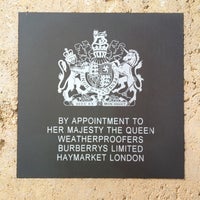 BY APPOINTMENT TO
HER MAJESTY THE QUEEN
WEATHERPROOFERS
BURBERRYS LIMITED
HAYMARKET LONDON